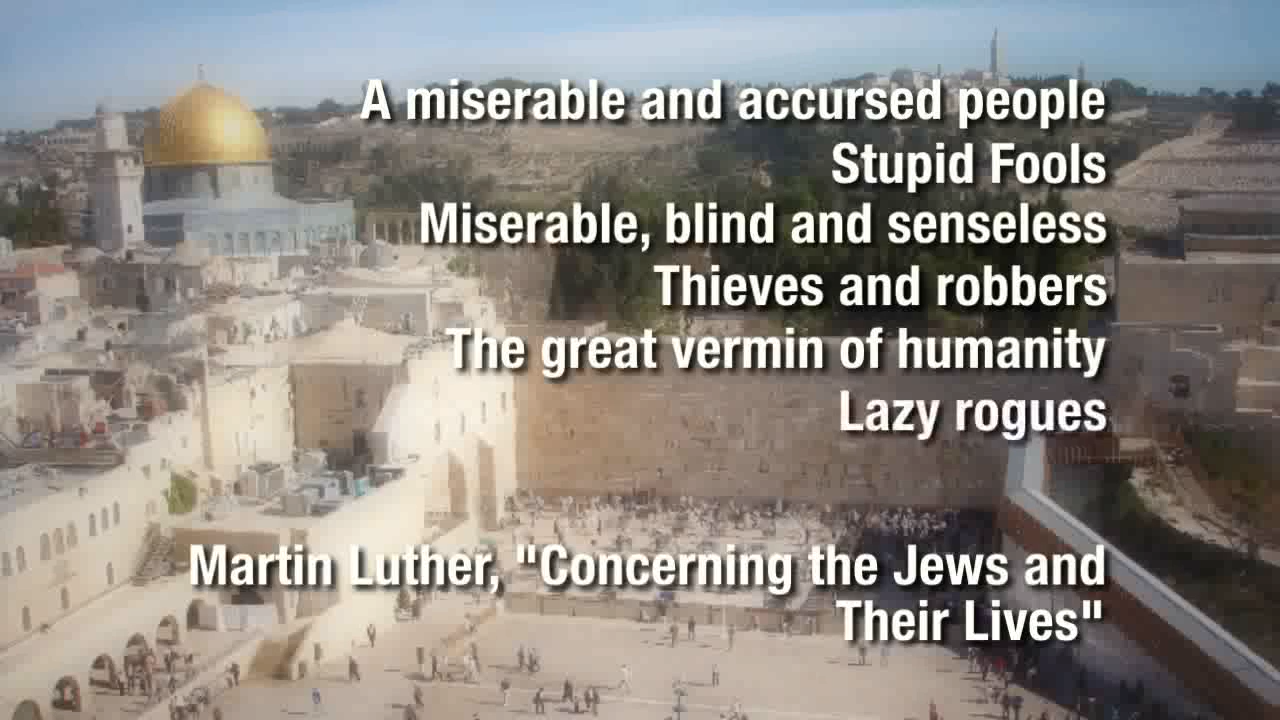 A miserable and accursed people
Stupid Fools
Miserable, blind and senseless
Thieves and robbers
The great vermin of humanity
Lazy rogues
Martin Luther, "Concerning the Jews and
Their Lives"